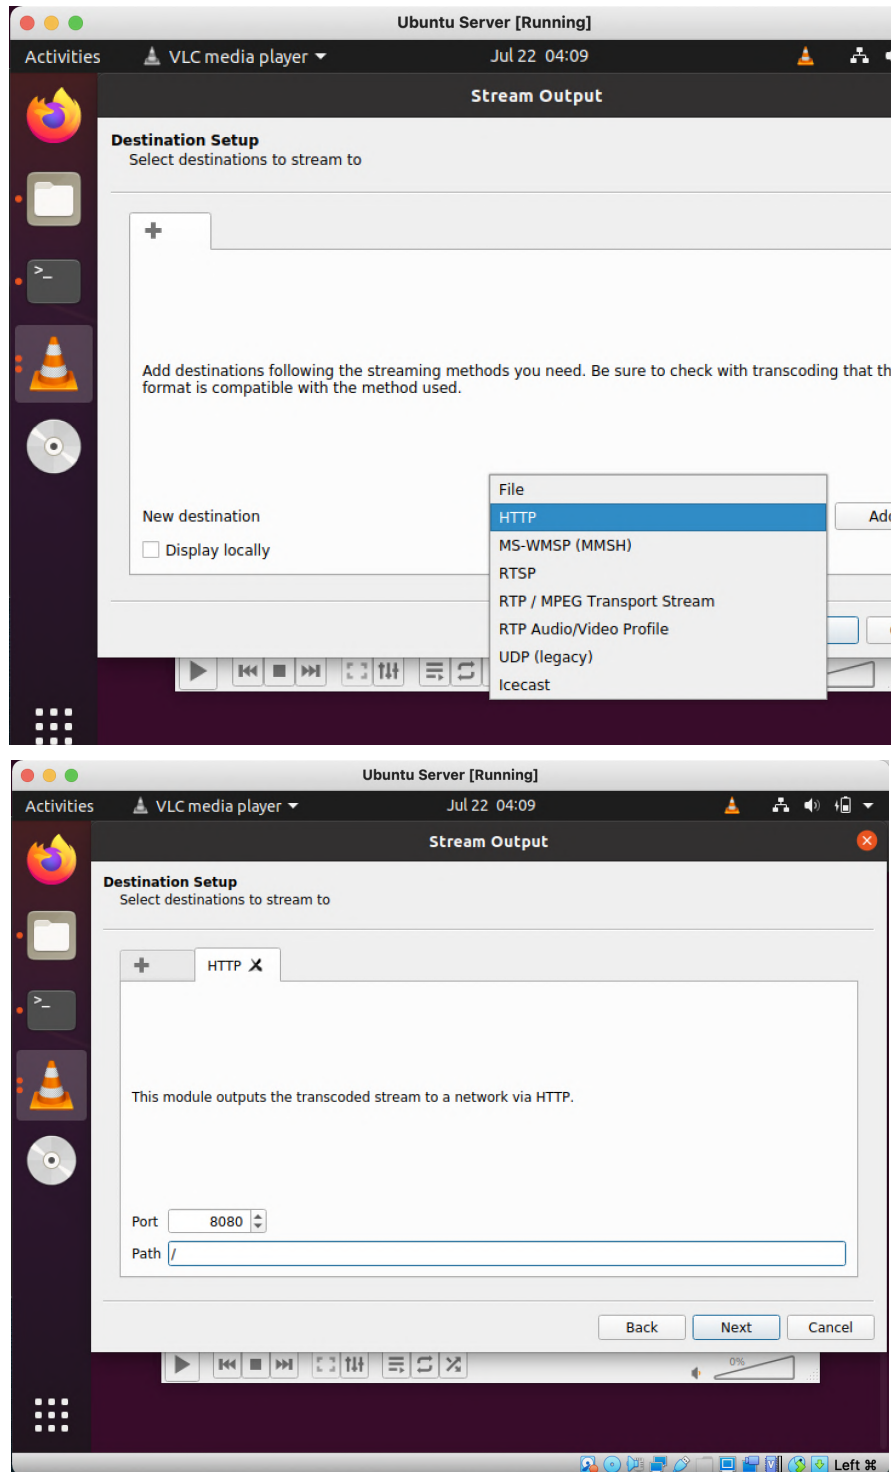 Ubuntu Server [Running]
Activities VLC media player Jul 22 04:09
Stream Output
Destination Setup
Select destinations to stream to
Add destinations following the streaming methods you need. Be sure to check with transcoding that th
format is compatible with the method used.
File
New destination HTTP Add
MS-WMSP (MMSH)
Display locally
RTSP
RTP / MPEG Transport Stream
RTP Audio/Video Profile
UDP (legacy)
Icecast
Ubuntu Server [Running]
Activities VLC media player Jul 22 04:09
Stream Output
Destination Setup
Select destinations to stream to
HTTP
This module outputs the transcoded stream to a network via HTTP.
Port 8080
Path /
Back Next Cancel
0%
Left ⌘